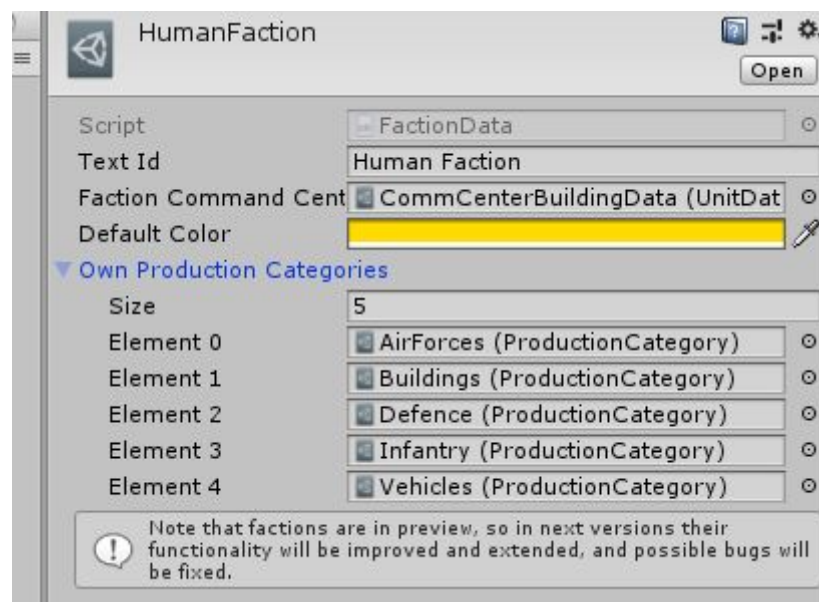 HumanFaction
Open
Script FactionData
Text Id Human Faction
Faction Command Cent CommCenterBuildingData (UnitDat
Default Color
Own Production Categories
Size 5
Element 0 AirForces (ProductionCategory)
Element 1 Buildings (ProductionCategory)
Element 2 Defence (ProductionCategory)
Element 3 Infantry (ProductionCategory)
Element 4 Vehicles (ProductionCategory)
Note that factions are in preview, so in next versions their
functionality will be improved and extended, and possible bugs will
be fixed.